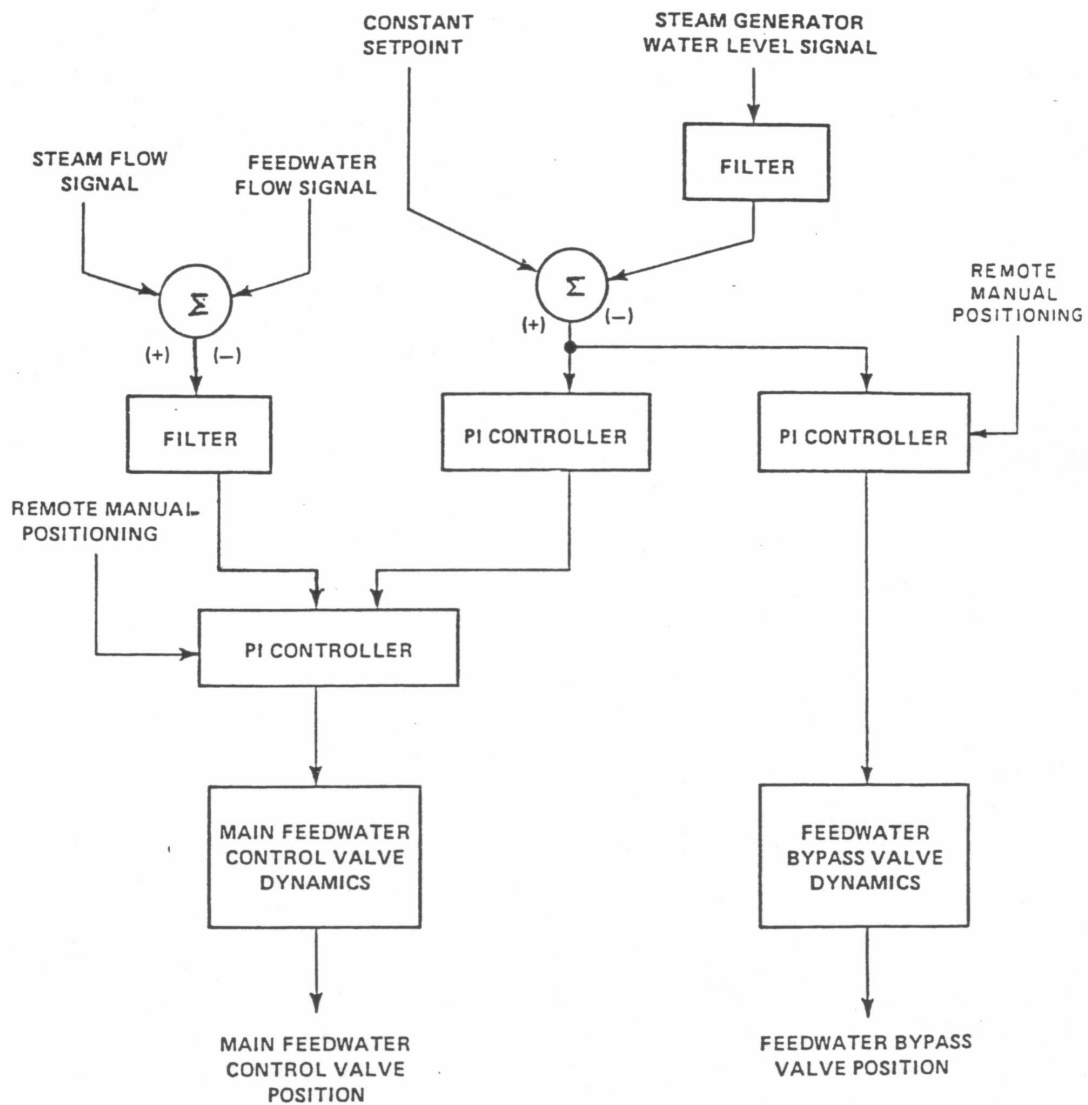 CONSTANT
SETPOINT
STEAM GENERATOR
WATER LEVEL SIGNAL
STEAM FLOW
SIGNAL
FEEDWATER
FLOW SIGNAL
FILTER
Σ
(+) (−)
Σ
(+) (−)
REMOTE
MANUAL
POSITIONING
FILTER
PI CONTROLLER
PI CONTROLLER
REMOTE MANUAL
POSITIONING
PI CONTROLLER
MAIN FEEDWATER
CONTROL VALVE
DYNAMICS
FEEDWATER
BYPASS VALVE
DYNAMICS
MAIN FEEDWATER
CONTROL VALVE
POSITION
FEEDWATER BYPASS
VALVE POSITION